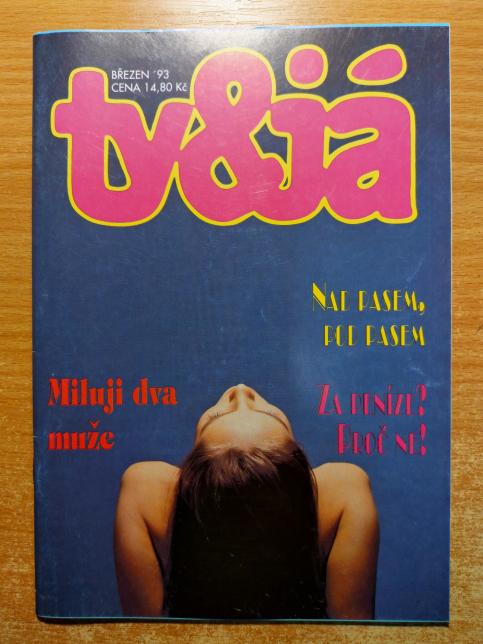 BŘEZEN '93
CENA 14,80 Kč
ty&já
NAD PASEM,
POD PASEM
Miluji dva
muže
ZA PENÍZE?
PROČ NE!